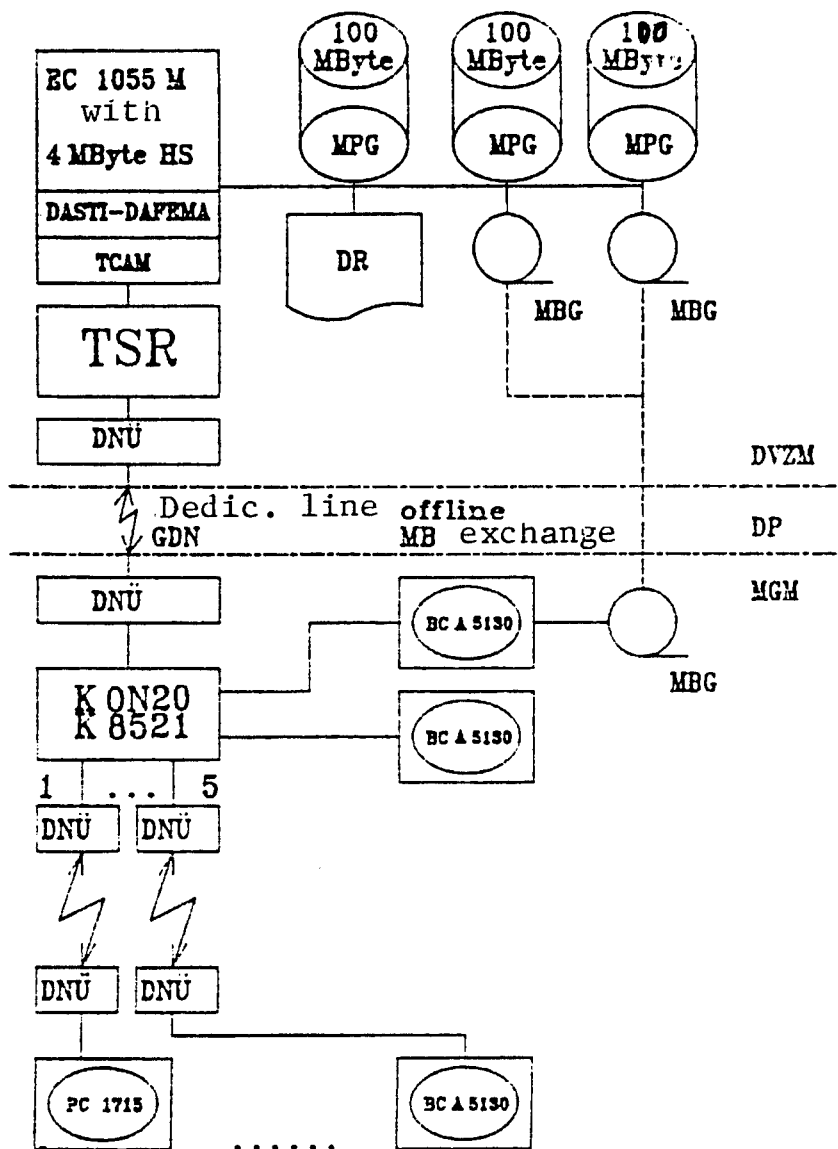 EC 1055 M
with
4 MByte HS
DASTI-DAFEMA
TCAM
TSR
DNÜ
100
MByte
MPG
100
MByte
MPG
100
MByte
MPG
DR
MBG
MBG
DVZM
Dedic. line
GDN
offline
MB exchange
DP
MGM
DNÜ
BC A 5130
MBG
K ON20
K 8521
BC A 5130
1 ... 5
DNÜ
DNÜ
DNÜ
DNÜ
PC 1715
......
BC A 5130